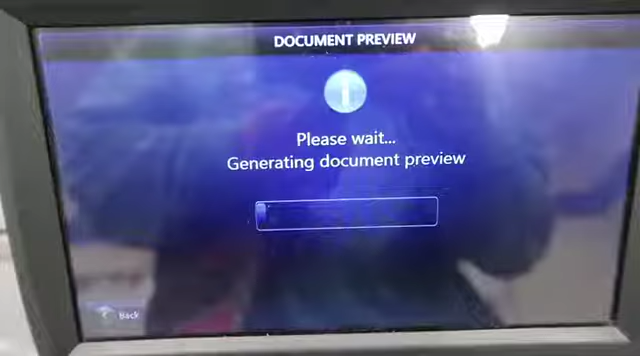 DOCUMENT PREVIEW
Please wait...
Generating document preview
Back